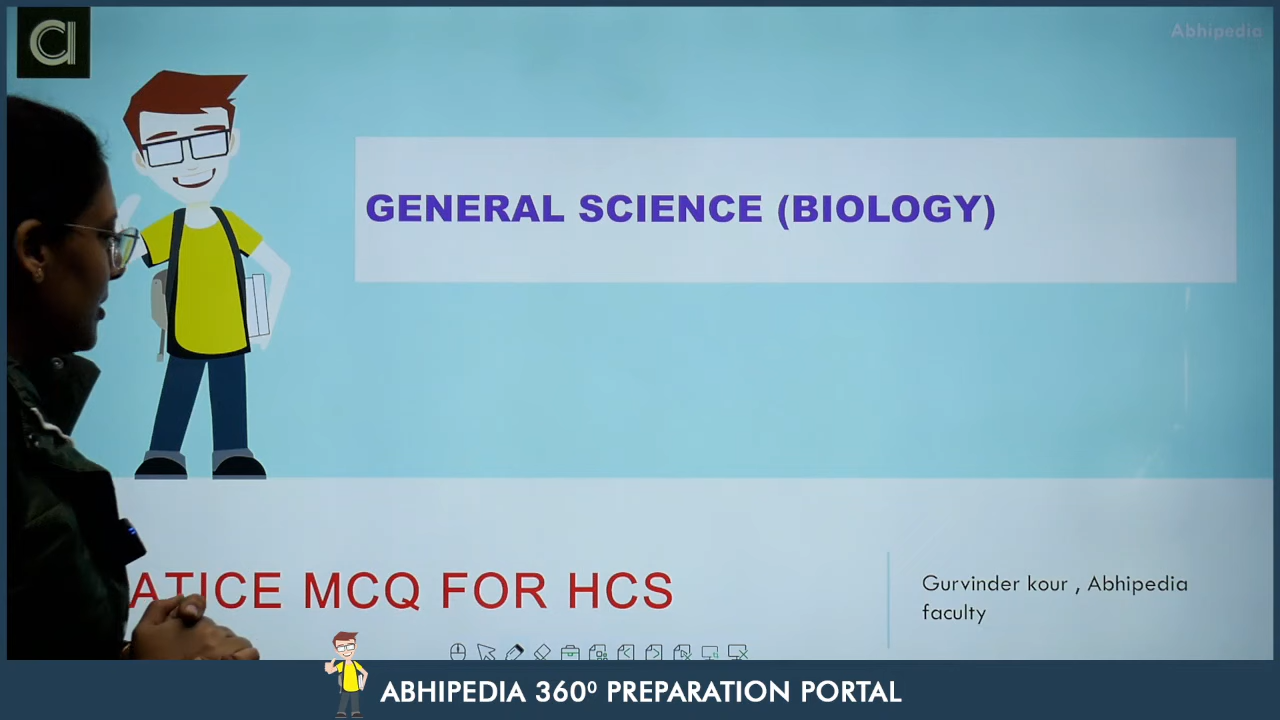 Abhipedia
GENERAL SCIENCE (BIOLOGY)
ATICE MCQ FOR HCS
Gurvinder kour , Abhipedia
faculty
ABHIPEDIA 360⁰ PREPARATION PORTAL